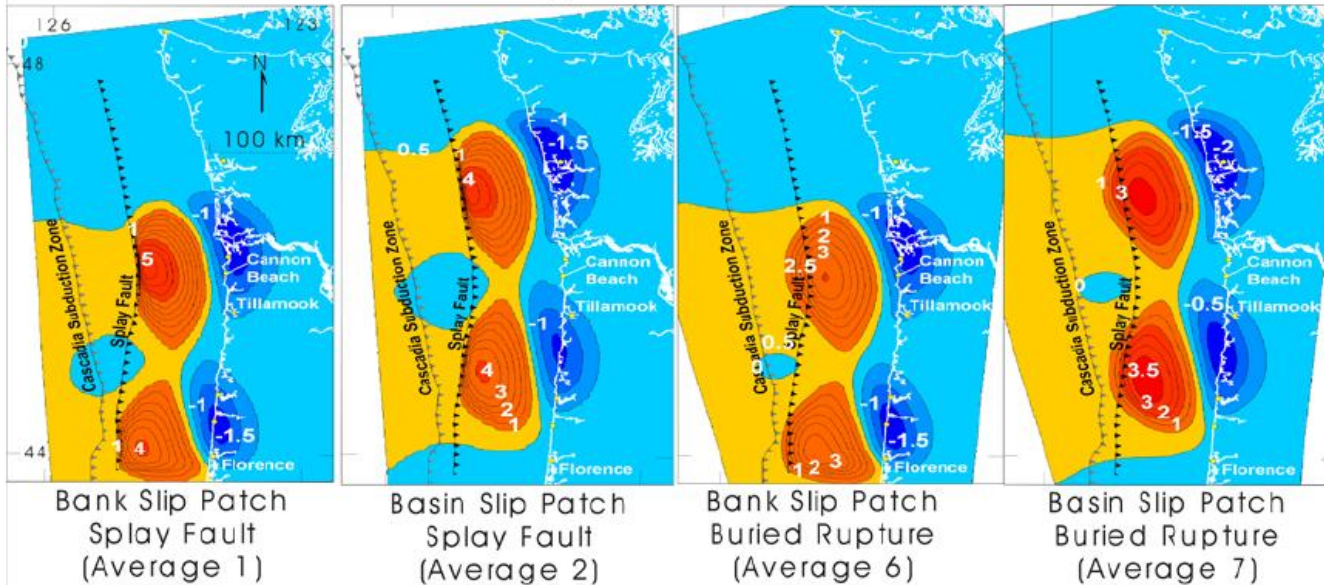 126
123
48
N
100 km
1
5
-1
Cascadia Subduction Zone
Splay Fault
Cannon
Beach
Tillamook
1
4
-1
-1.5
44
Florence
Bank Slip Patch
Splay Fault
(Average 1)
0.5
1
4
-1
-1.5
Cascadia Subduction Zone
Splay Fault
Cannon
Beach
Tillamook
-1
4
3
2
1
Florence
Basin Slip Patch
Splay Fault
(Average 2)
1
2
3
2.5
-1
0
Cascadia Subduction Zone
Splay Fault
Cannon
Beach
Tillamook
0.5
0
-1
-1.5
1 2 3
Florence
Bank Slip Patch
Buried Rupture
(Average 6)
1
3
-1.5
-2
0
Cascadia Subduction Zone
Splay Fault
Cannon
Beach
0
-0.5
Tillamook
3.5
3
2
1
Florence
Basin Slip Patch
Buried Rupture
(Average 7)